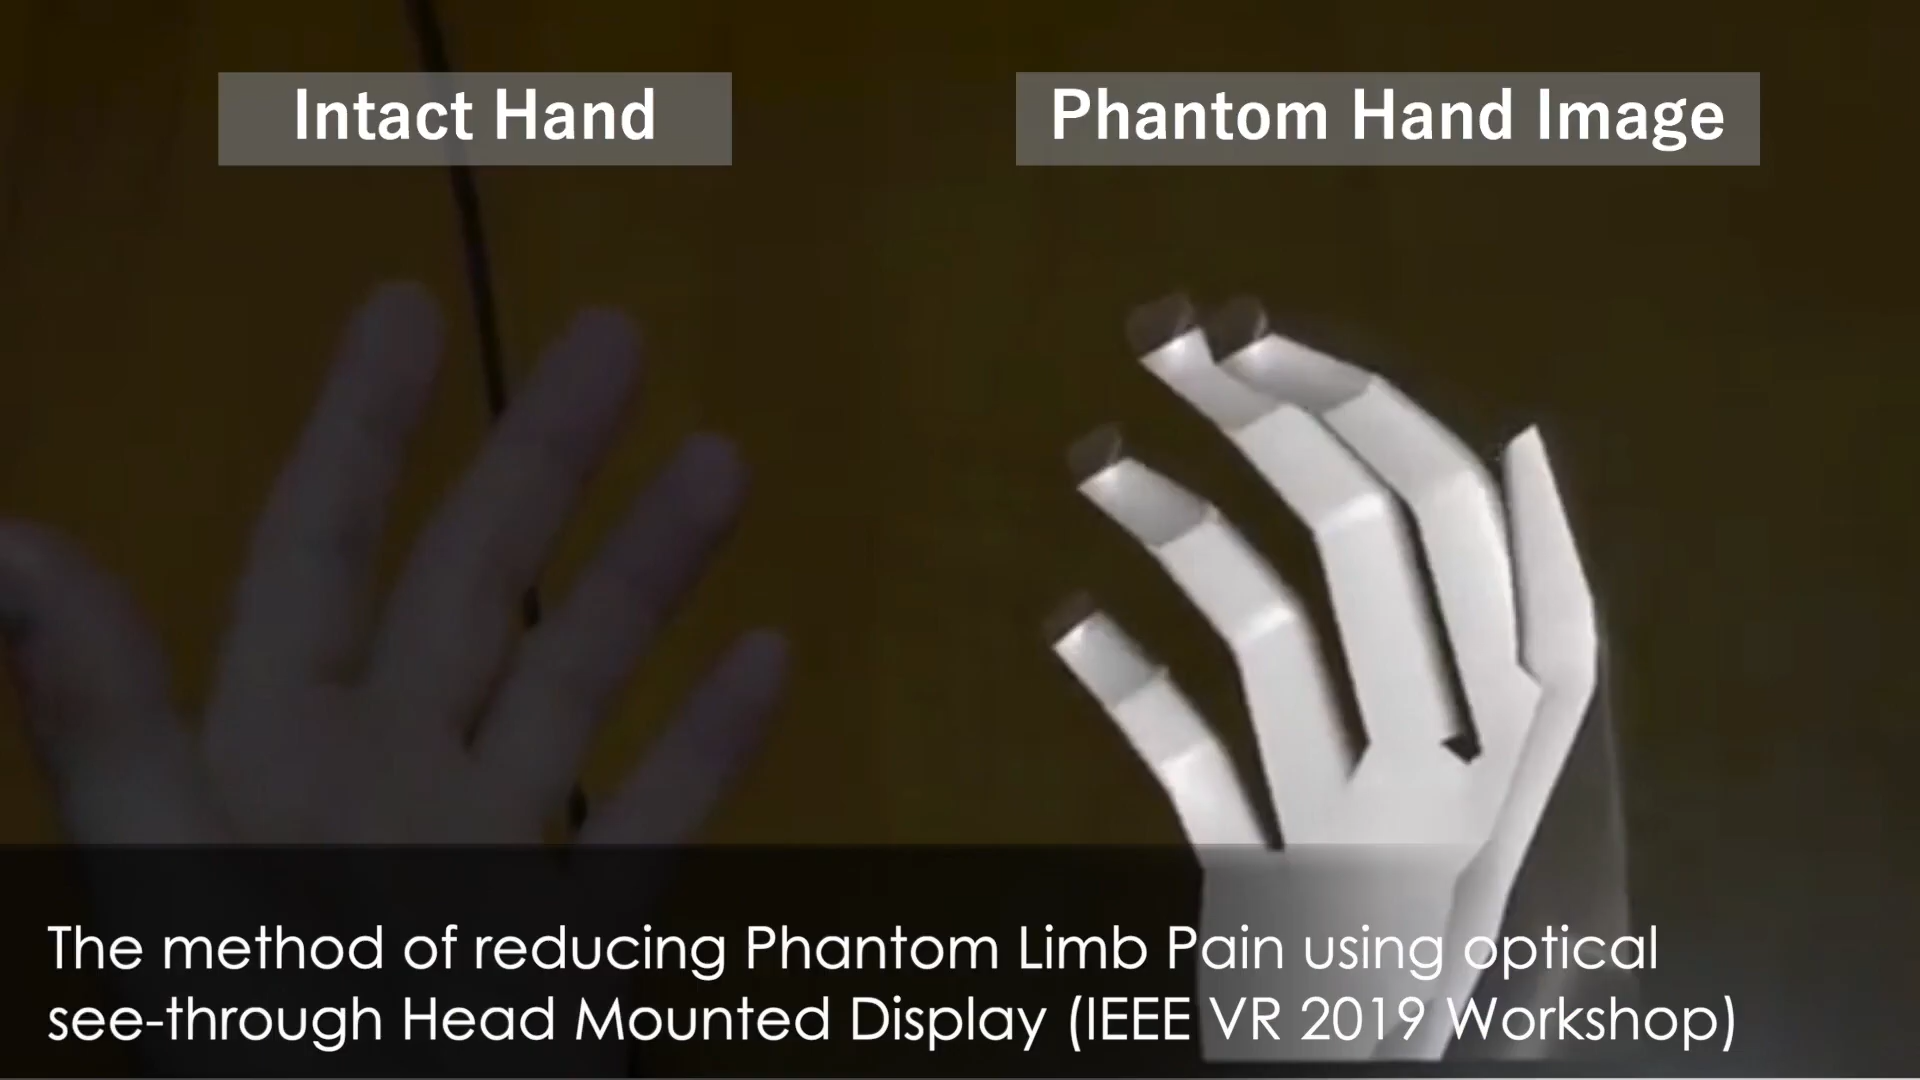 Intact Hand
Phantom Hand Image
The method of reducing Phantom Limb Pain using optical
see-through Head Mounted Display (IEEE VR 2019 Workshop)